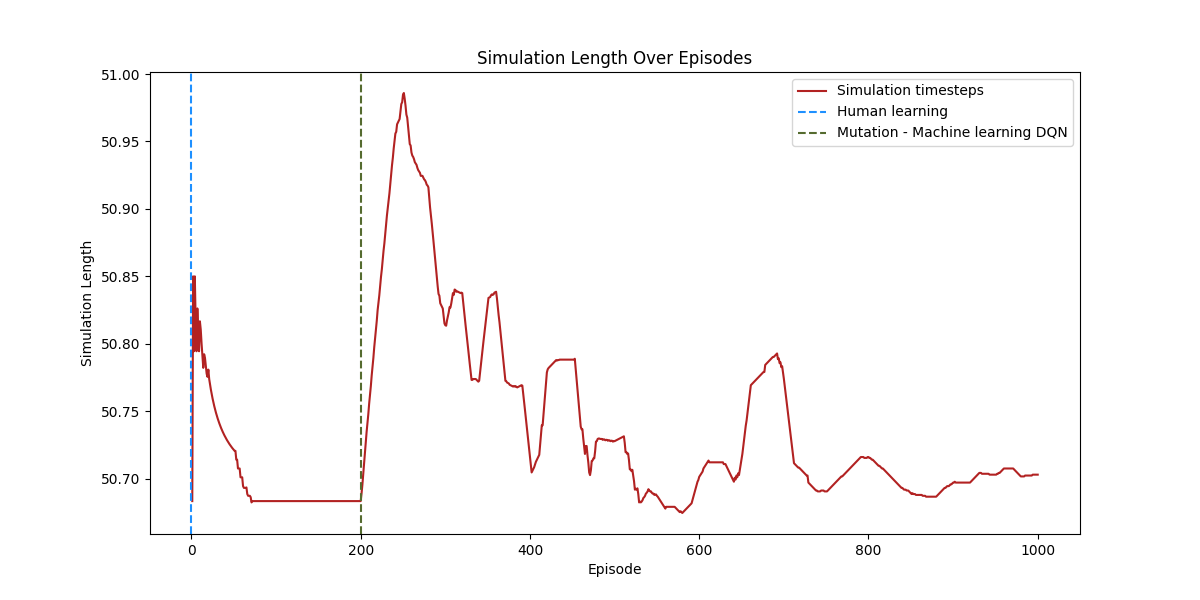 Simulation Length Over Episodes
51.00
50.95
50.90
50.85
50.80
50.75
50.70
Simulation Length
Simulation timesteps
Human learning
Mutation - Machine learning DQN
0
200
400
600
800
1000
Episode